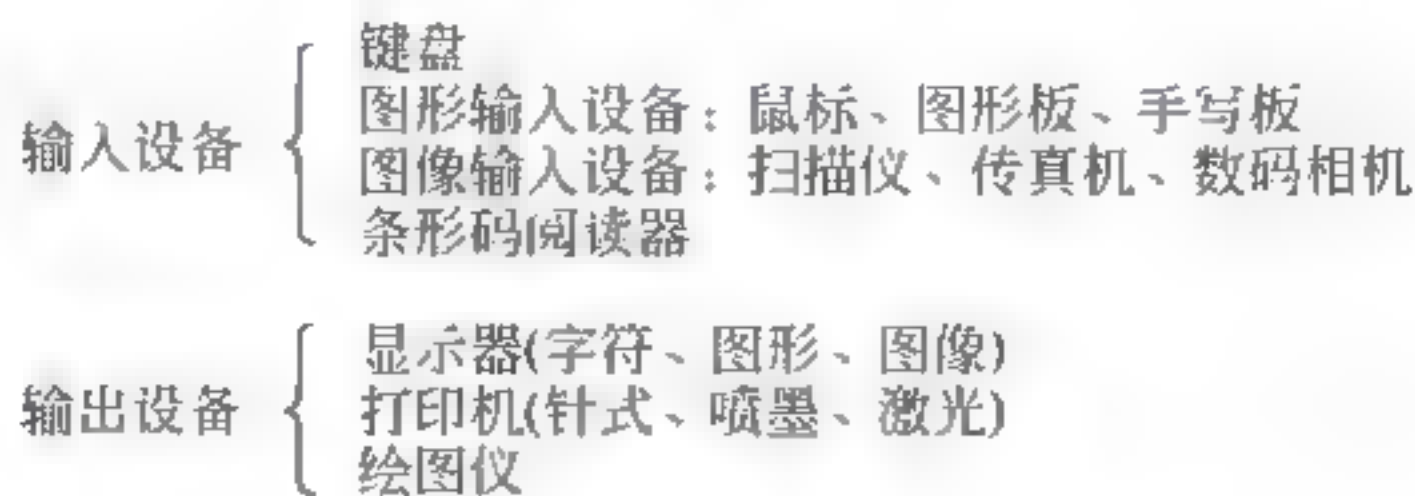 输入设备
键盘
图形输入设备：鼠标、图形板、手写板
图像输入设备：扫描仪、传真机、数码相机
条形码阅读器
输出设备
显示器(字符、图形、图像)
打印机(针式、喷墨、激光)
绘图仪